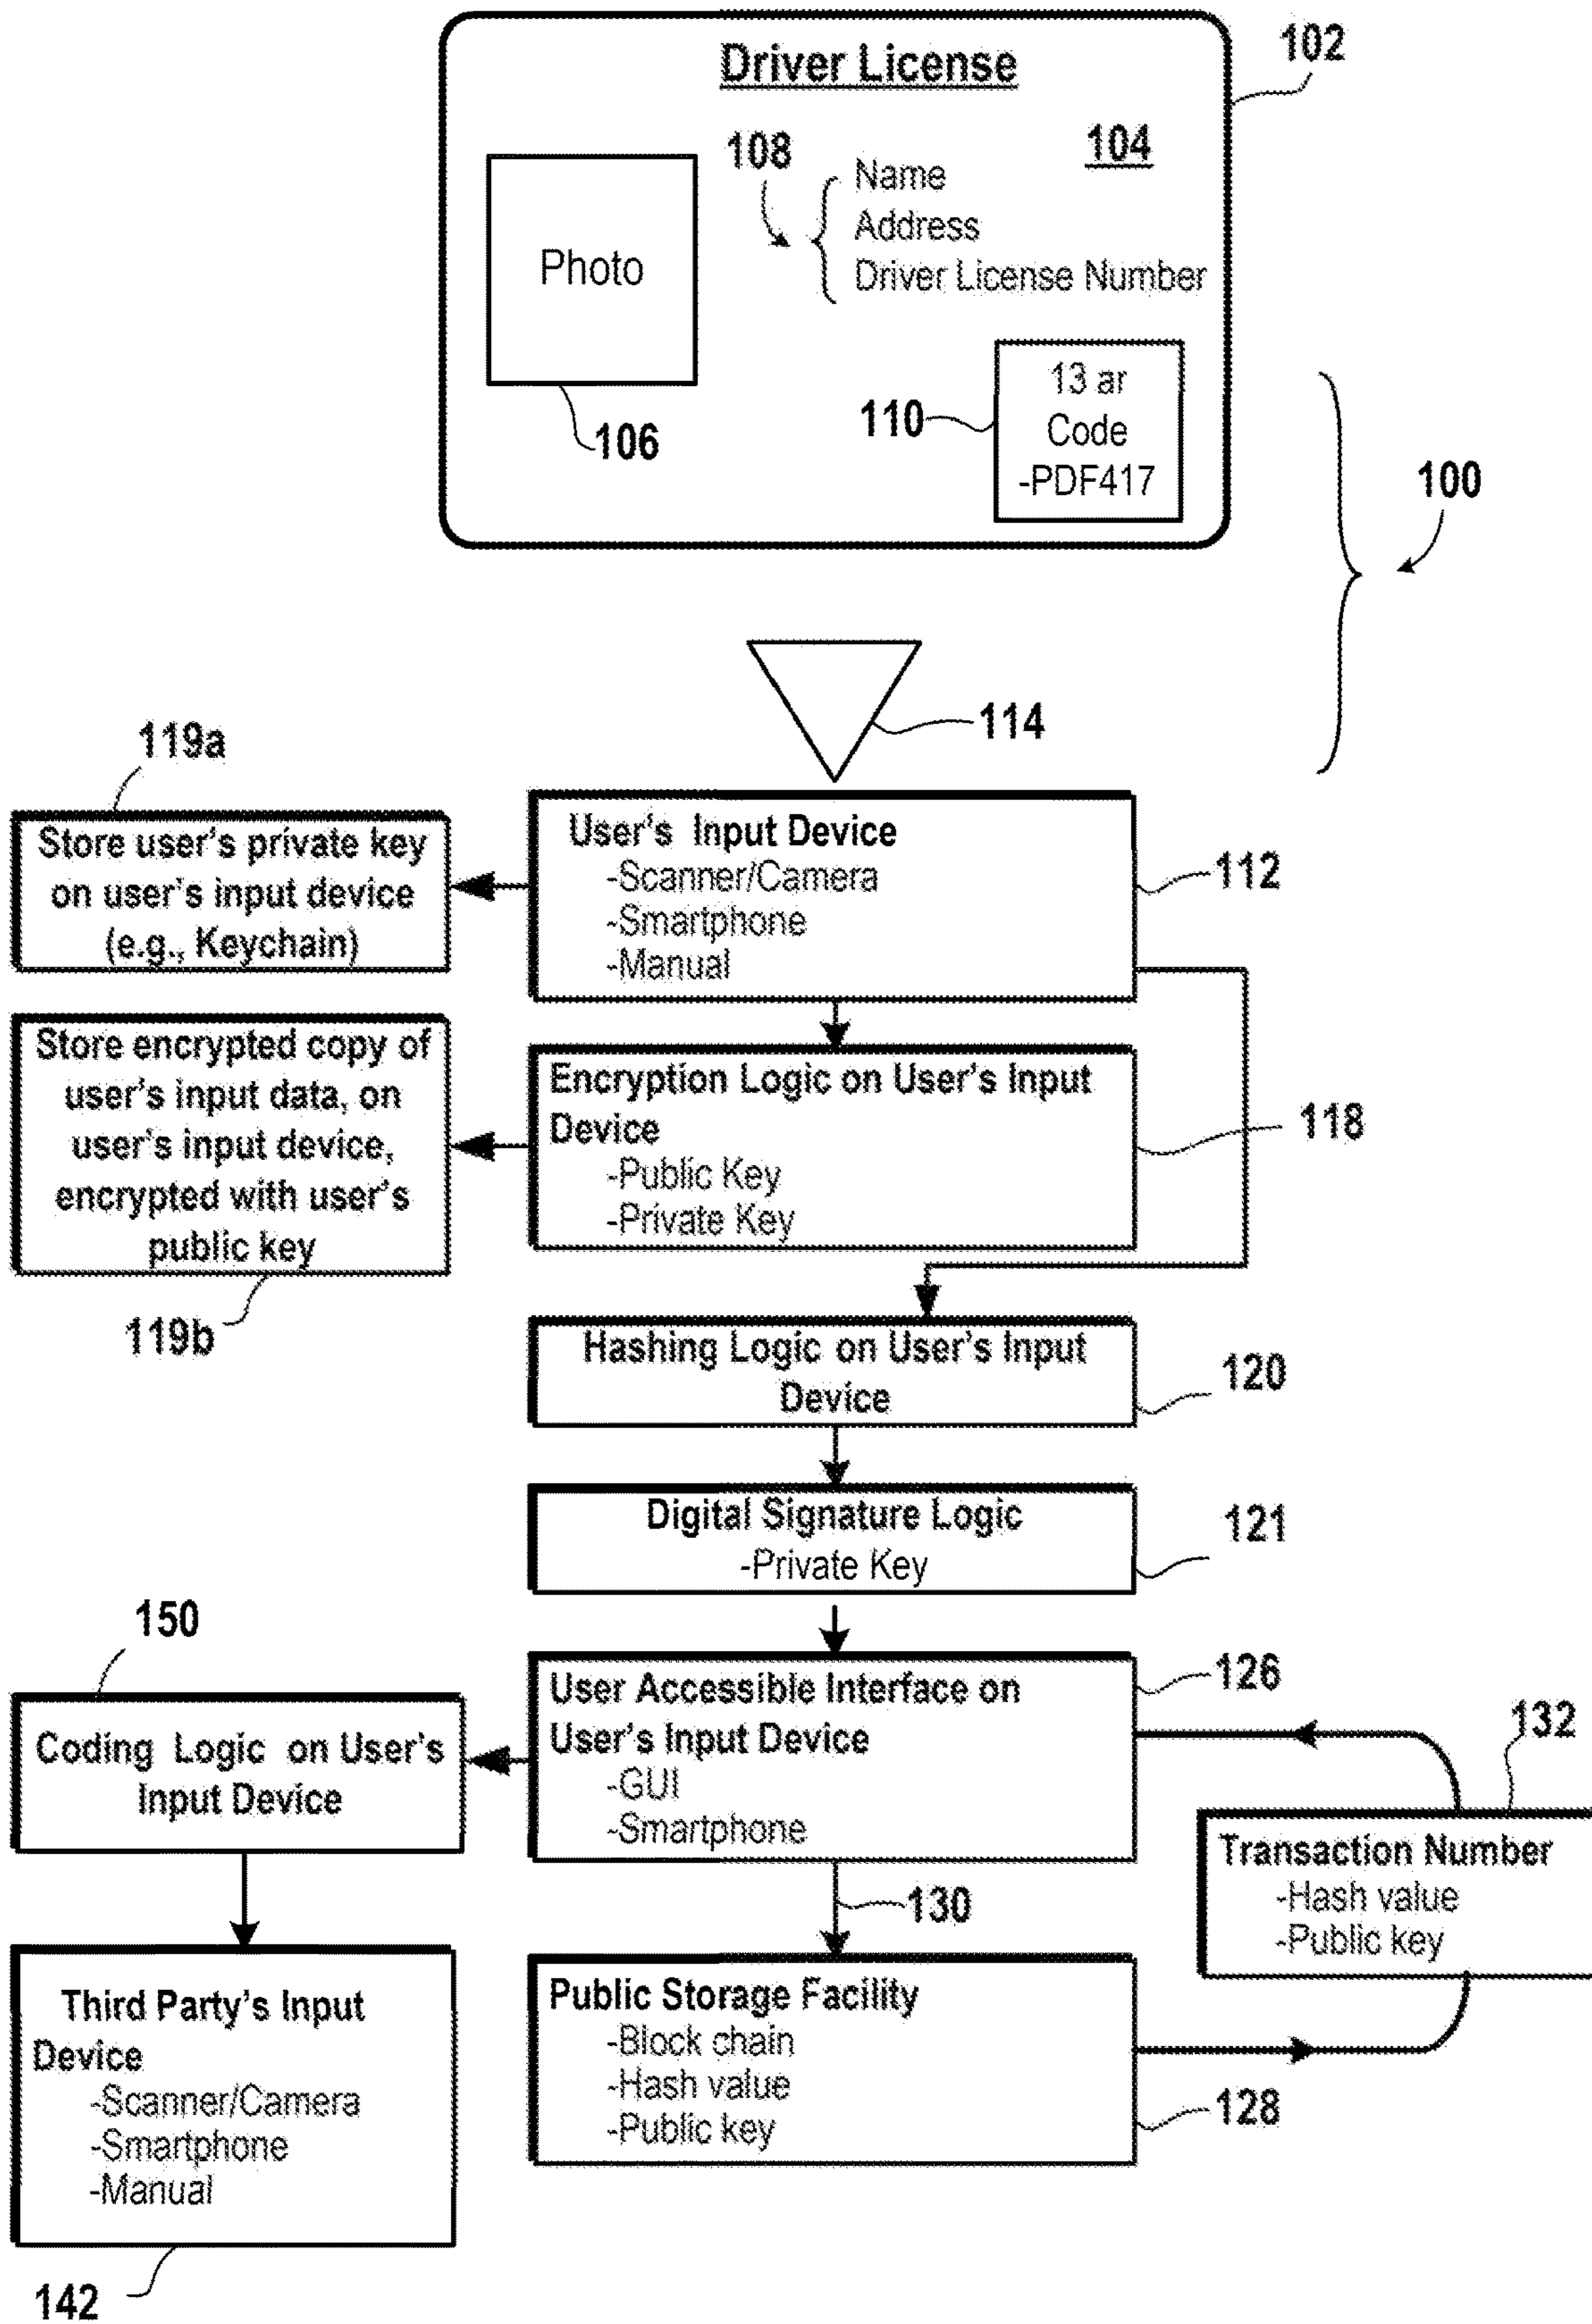 Driver License
102
104
108
Name
Address
Driver License Number
Photo
106
110
13 ar
Code
-PDF417
100
114
119a
Store user's private key
on user's input device
(e.g., Keychain)
User's Input Device
-Scanner/Camera
-Smartphone
-Manual
112
Store encrypted copy of
user's input data, on
user's input device,
encrypted with user's
public key
119b
Encryption Logic on User's Input
Device
-Public Key
-Private Key
118
Hashing Logic on User's Input
Device
120
Digital Signature Logic
-Private Key
121
150
Coding Logic on User's
Input Device
User Accessible Interface on
User's Input Device
-GUI
-Smartphone
126
132
Transaction Number
-Hash value
-Public key
130
Third Party's Input
Device
-Scanner/Camera
-Smartphone
-Manual
142
Public Storage Facility
-Block chain
-Hash value
-Public key
128